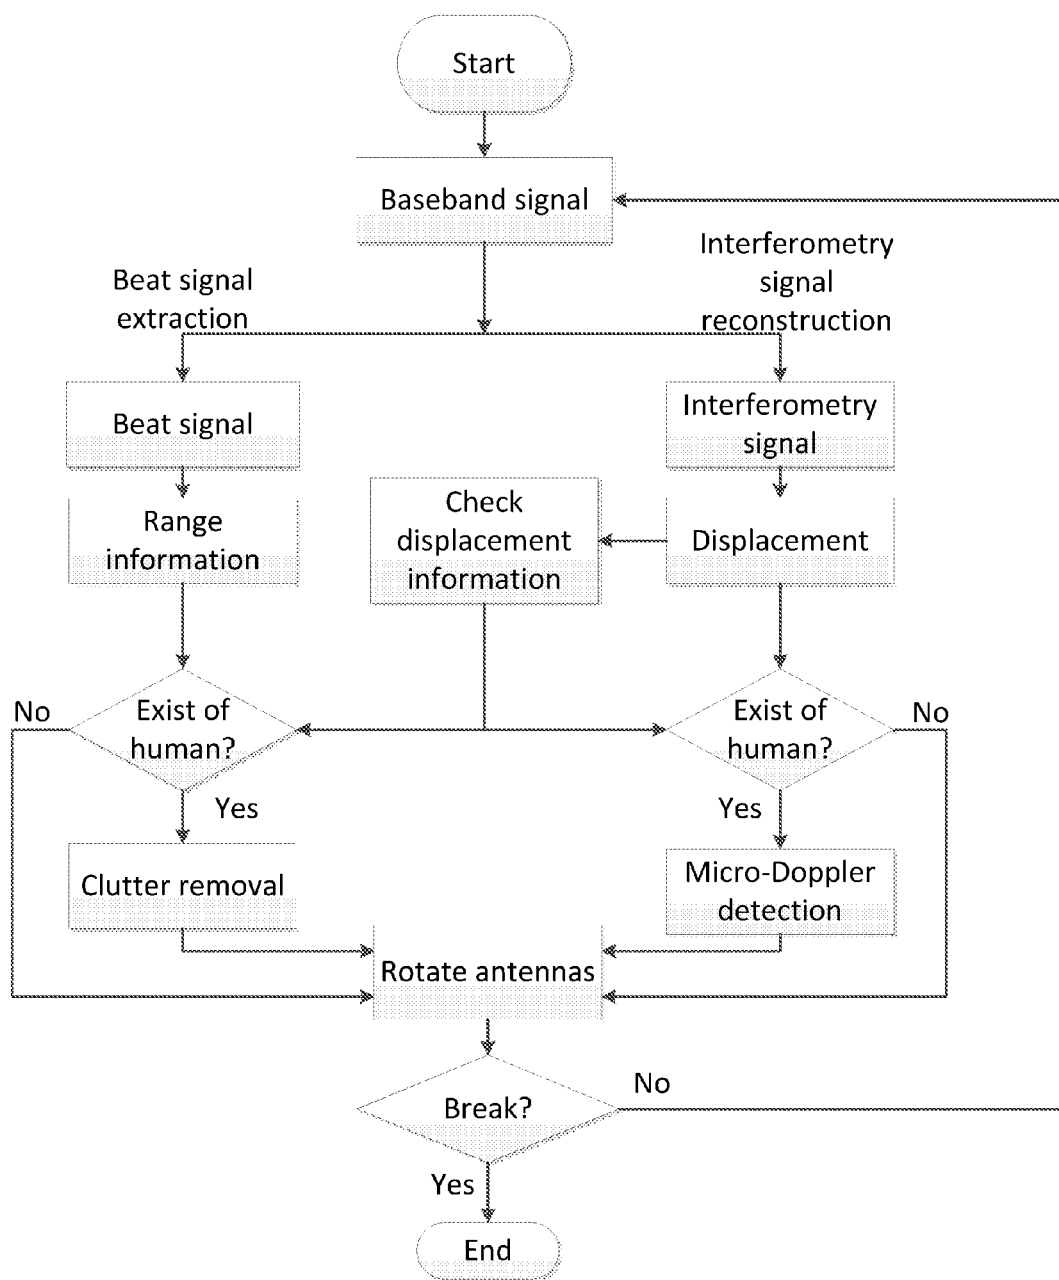 Start
Baseband signal
Beat signal
extraction
Interferometry
signal
reconstruction
Beat signal
Interferometry
signal
Range
information
Check
displacement
information
Displacement
No
Exist of
human?
Exist of
human?
No
Yes
Yes
Clutter removal
Micro-Doppler
detection
Rotate antennas
Break?
No
Yes
End